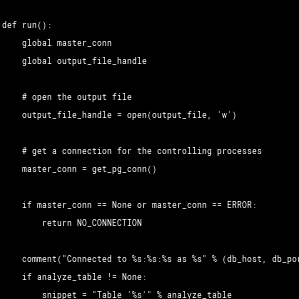 def run():
    global master_conn
    global output_file_handle

    # open the output file
    output_file_handle = open(output_file, 'w')

    # get a connection for the controlling processes
    master_conn = get_pg_conn()

    if master_conn == None or master_conn == ERROR:
        return NO_CONNECTION

    comment("Connected to %s:%s:%s as %s" % (db_host, db_por
    if analyze_table != None:
        snippet = "Table '%s'" % analyze_table